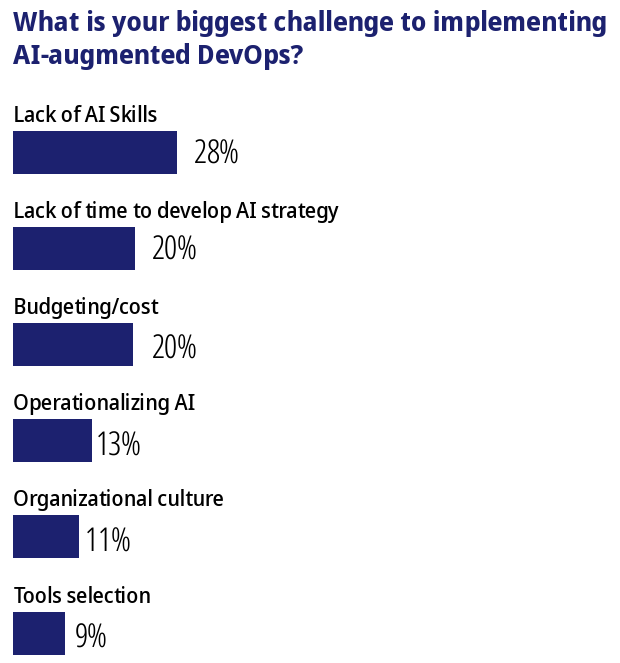 What is your biggest challenge to implementing
AI-augmented DevOps?
Lack of AI Skills
28%
Lack of time to develop AI strategy
20%
Budgeting/cost
20%
Operationalizing AI
13%
Organizational culture
11%
Tools selection
9%